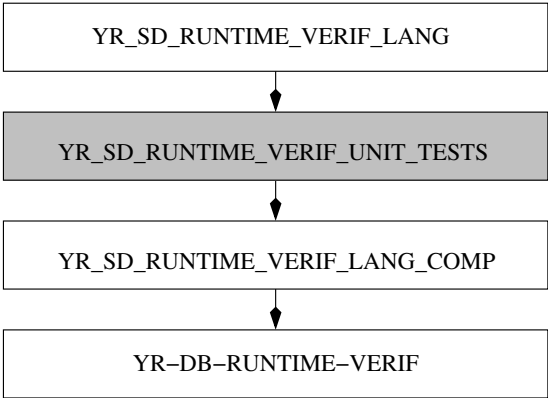 YR_SD_RUNTIME_VERIF_LANG
YR_SD_RUNTIME_VERIF_UNIT_TESTS
YR_SD_RUNTIME_VERIF_LANG_COMP
YR−DB−RUNTIME−VERIF